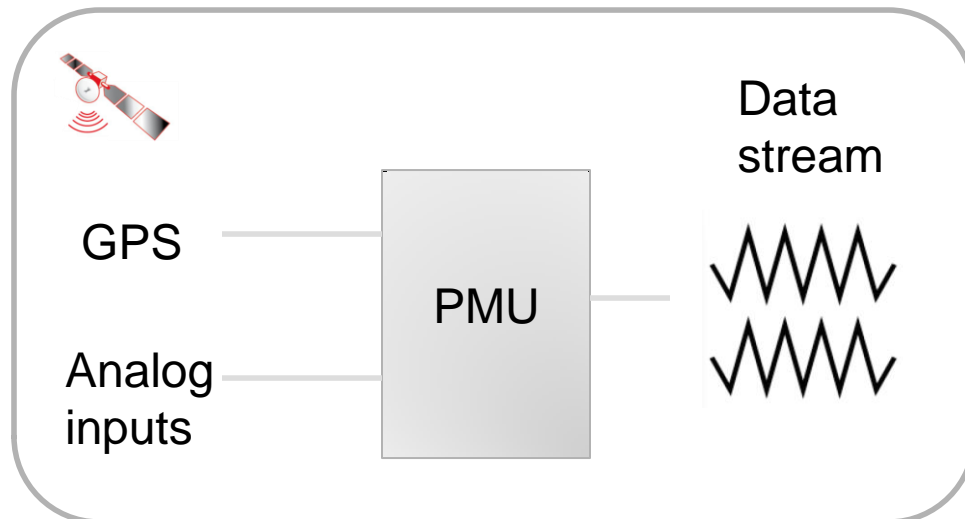 Data
stream
GPS
PMU
Analog
inputs